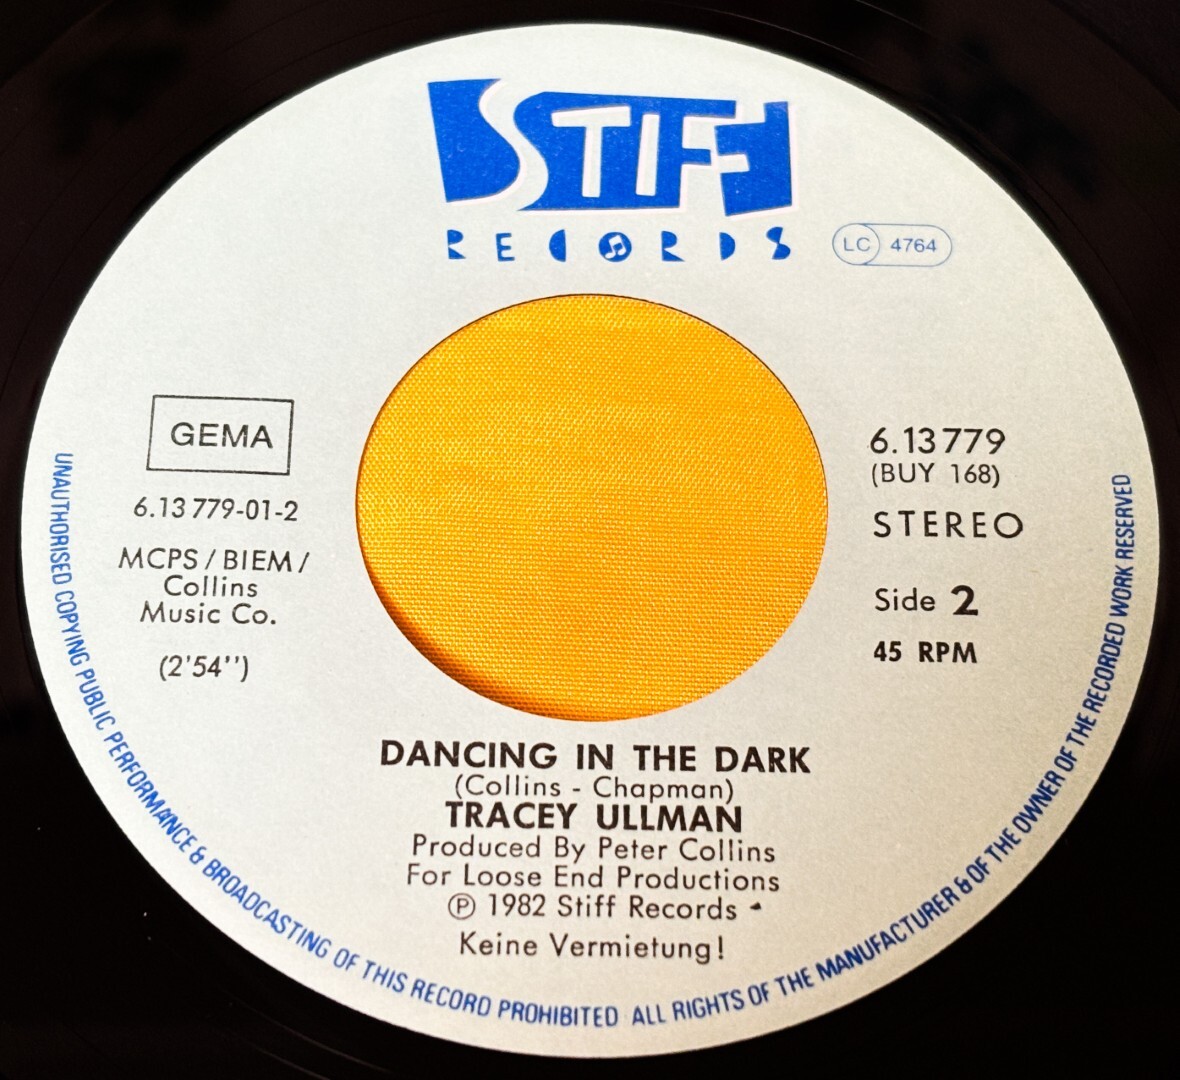 STIFF
RECORDS
LC 4764
GEMA
6.13 779-01-2
MCPS / BIEM /
Collins
Music Co.
(2'54'')
6.13 779
(BUY 168)
STEREO
Side 2
45 RPM
DANCING IN THE DARK
(Collins - Chapman)
TRACEY ULLMAN
Produced By Peter Collins
For Loose End Productions
℗ 1982 Stiff Records
Keine Vermietung!
UNAUTHORISED COPYING PUBLIC PERFORMANCE & BROADCASTING OF THIS RECORD PROHIBITED ALL RIGHTS OF THE MANUFACTURER & OF THE OWNER OF THE RECORDED WORK RESERVED